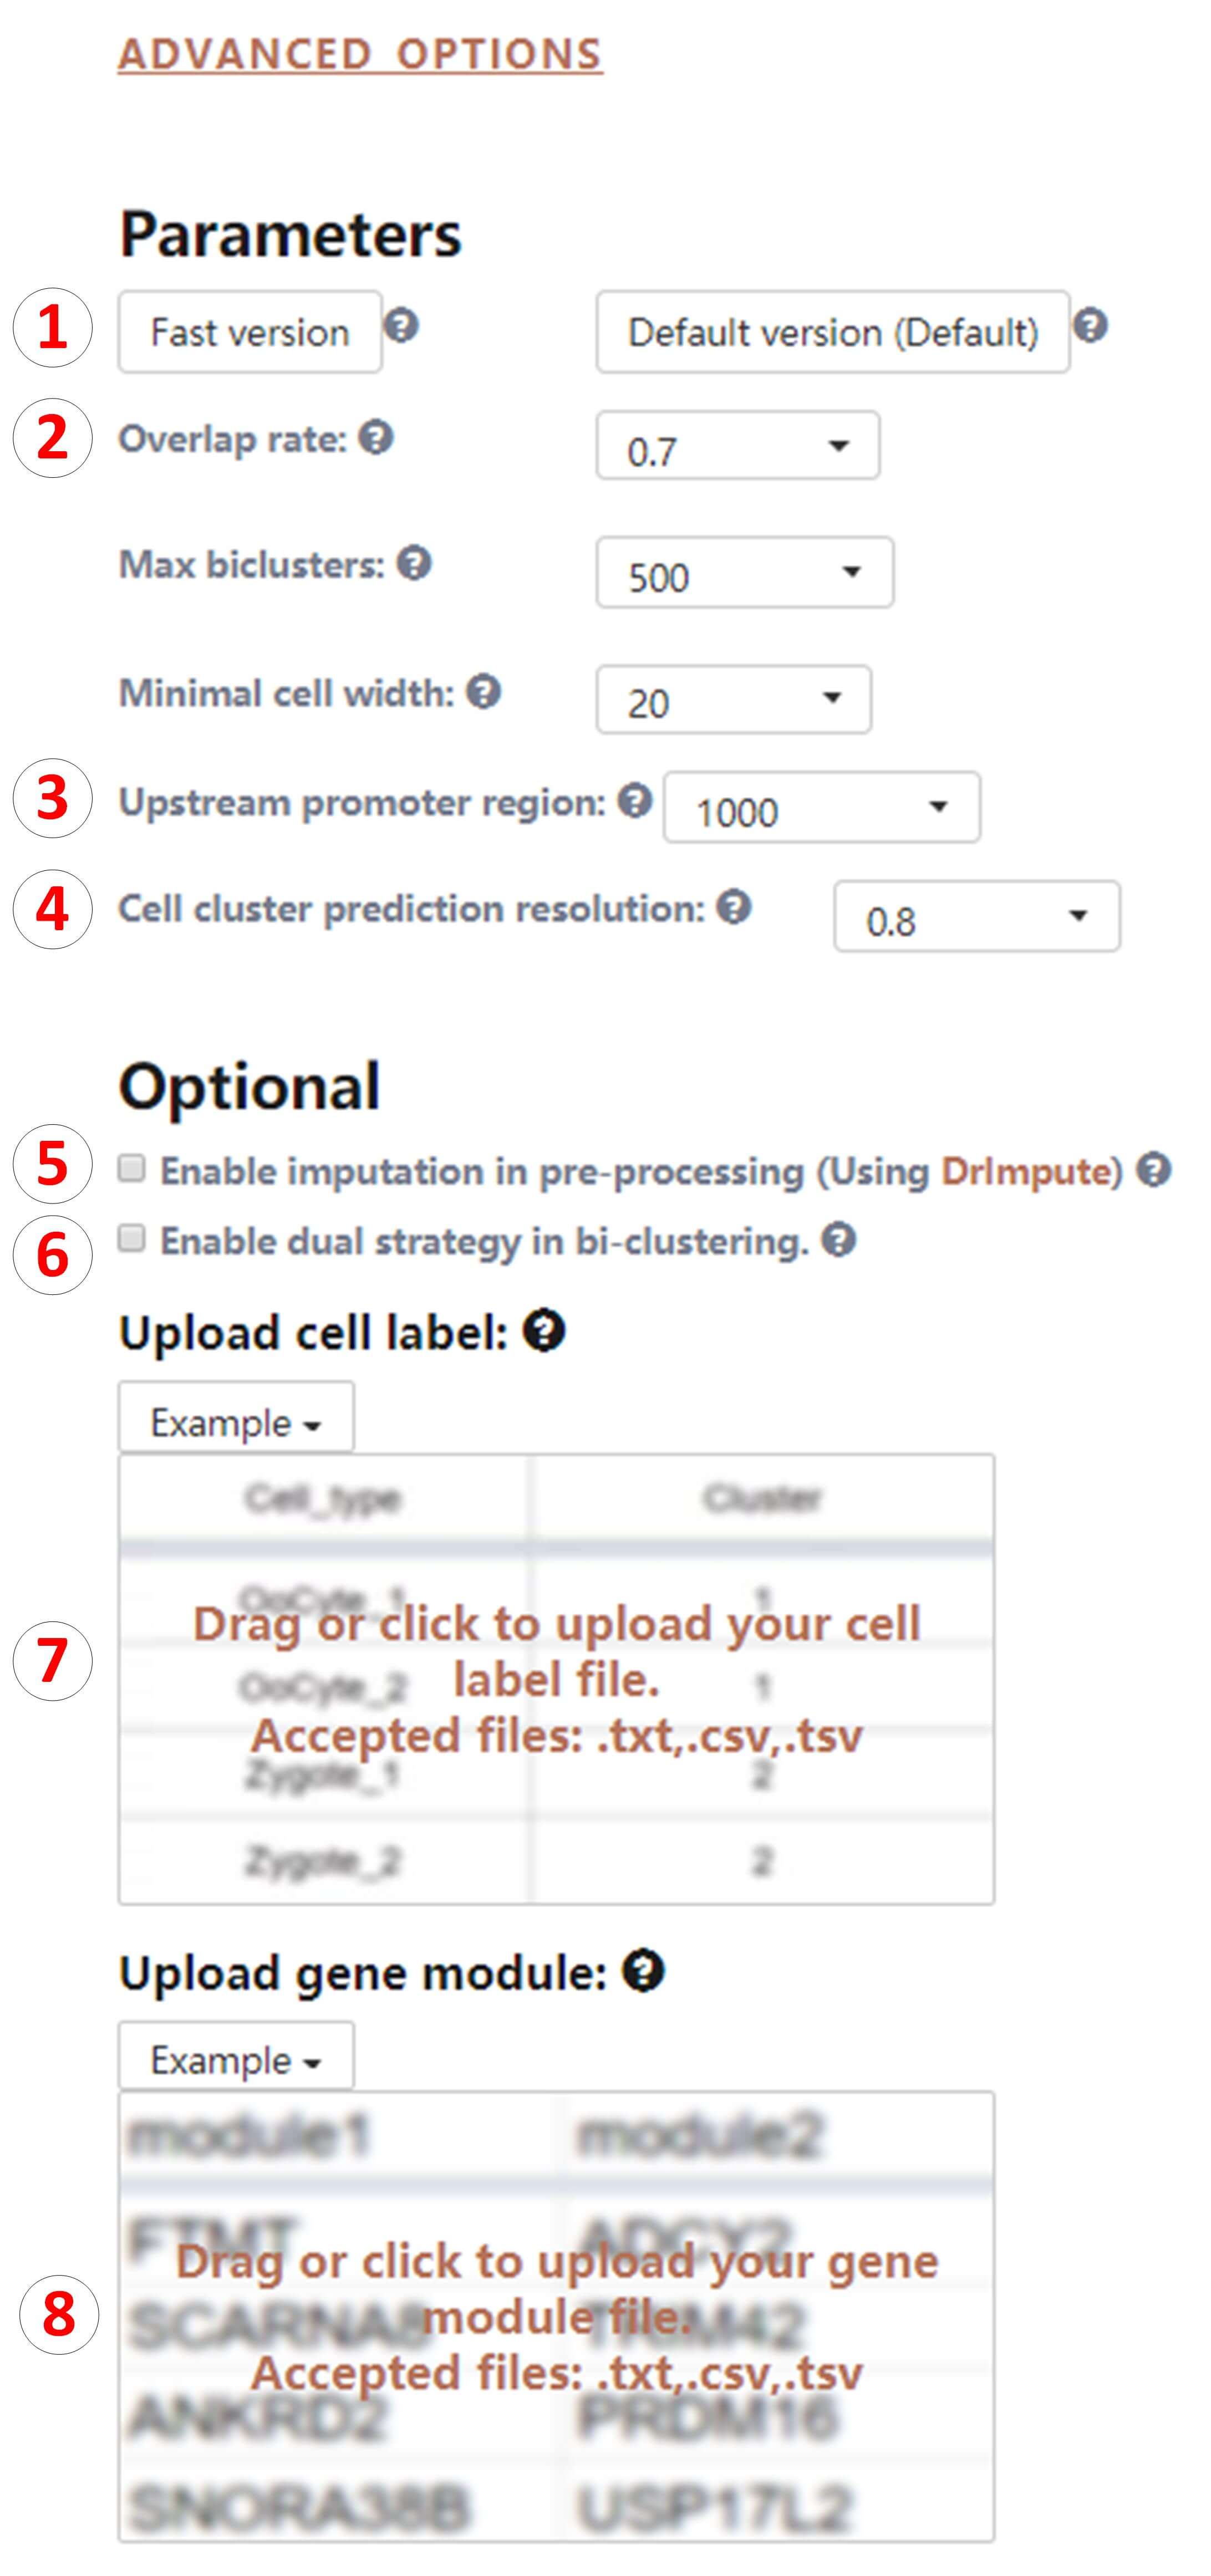 ADVANCED OPTIONS
Parameters
1 Fast version ? Default version (Default) ?
2 Overlap rate: ? 0.7
Max biclusters: ? 500
Minimal cell width: ? 20
3 Upstream promoter region: ? 1000
4 Cell cluster prediction resolution: ? 0.8
Optional
5 Enable imputation in pre-processing (Using DrImpute) ?
6 Enable dual strategy in bi-clustering. ?
Upload cell label: ?
Example
Cell_type Cluster
OoCyte_1 1
Drag or click to upload your cell
7 label file.
OoCyte_2 1
Accepted files: .txt,.csv,.tsv
Zygote_1 2
Zygote_2 2
Upload gene module: ?
Example
module1 module2
FTMT ADCY2
Drag or click to upload your gene
8 module file.
SCARNA8 TRIM42
Accepted files: .txt,.csv,.tsv
ANKRD2 PRDM16
SNORA38B USP17L2